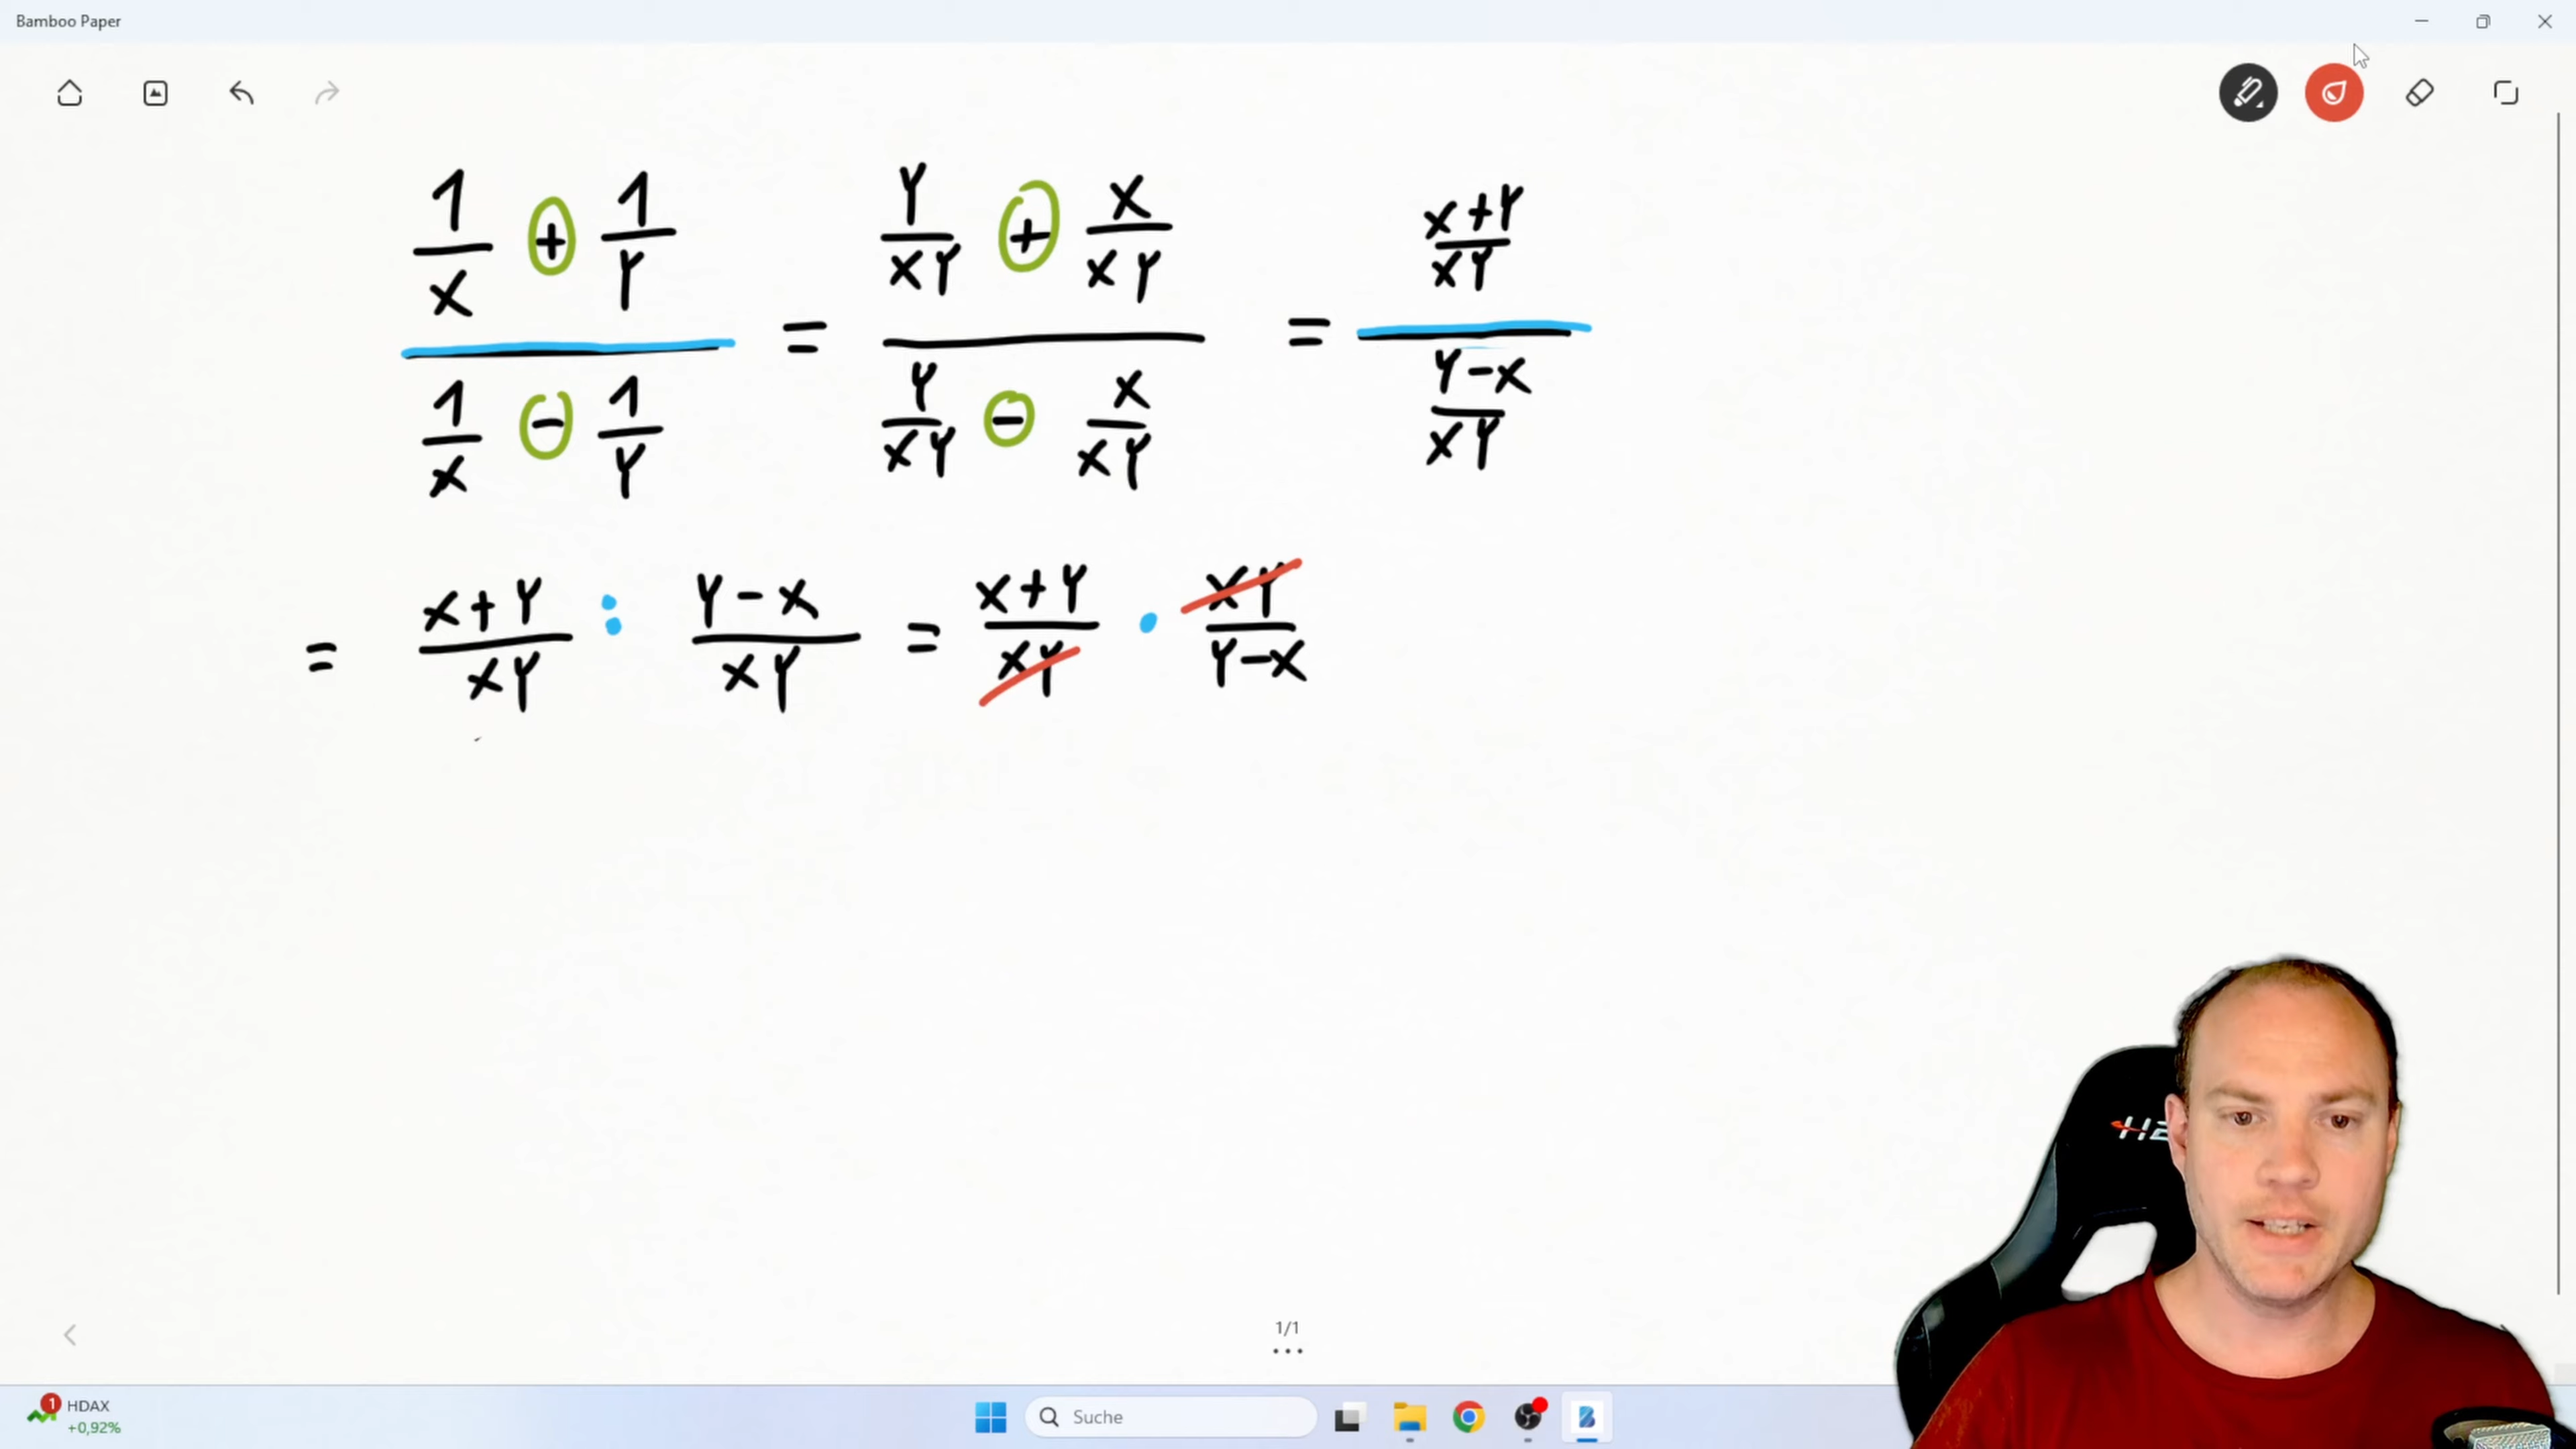 Bamboo Paper
1/x + 1/y / 1/x - 1/y = y/xy + x/xy / y/xy - x/xy = x+y/xy / y-x/xy
= x+y/xy : y-x/xy = x+y/xy · xy/y-x
1/1
1
HDAX
+0,92%
Suche